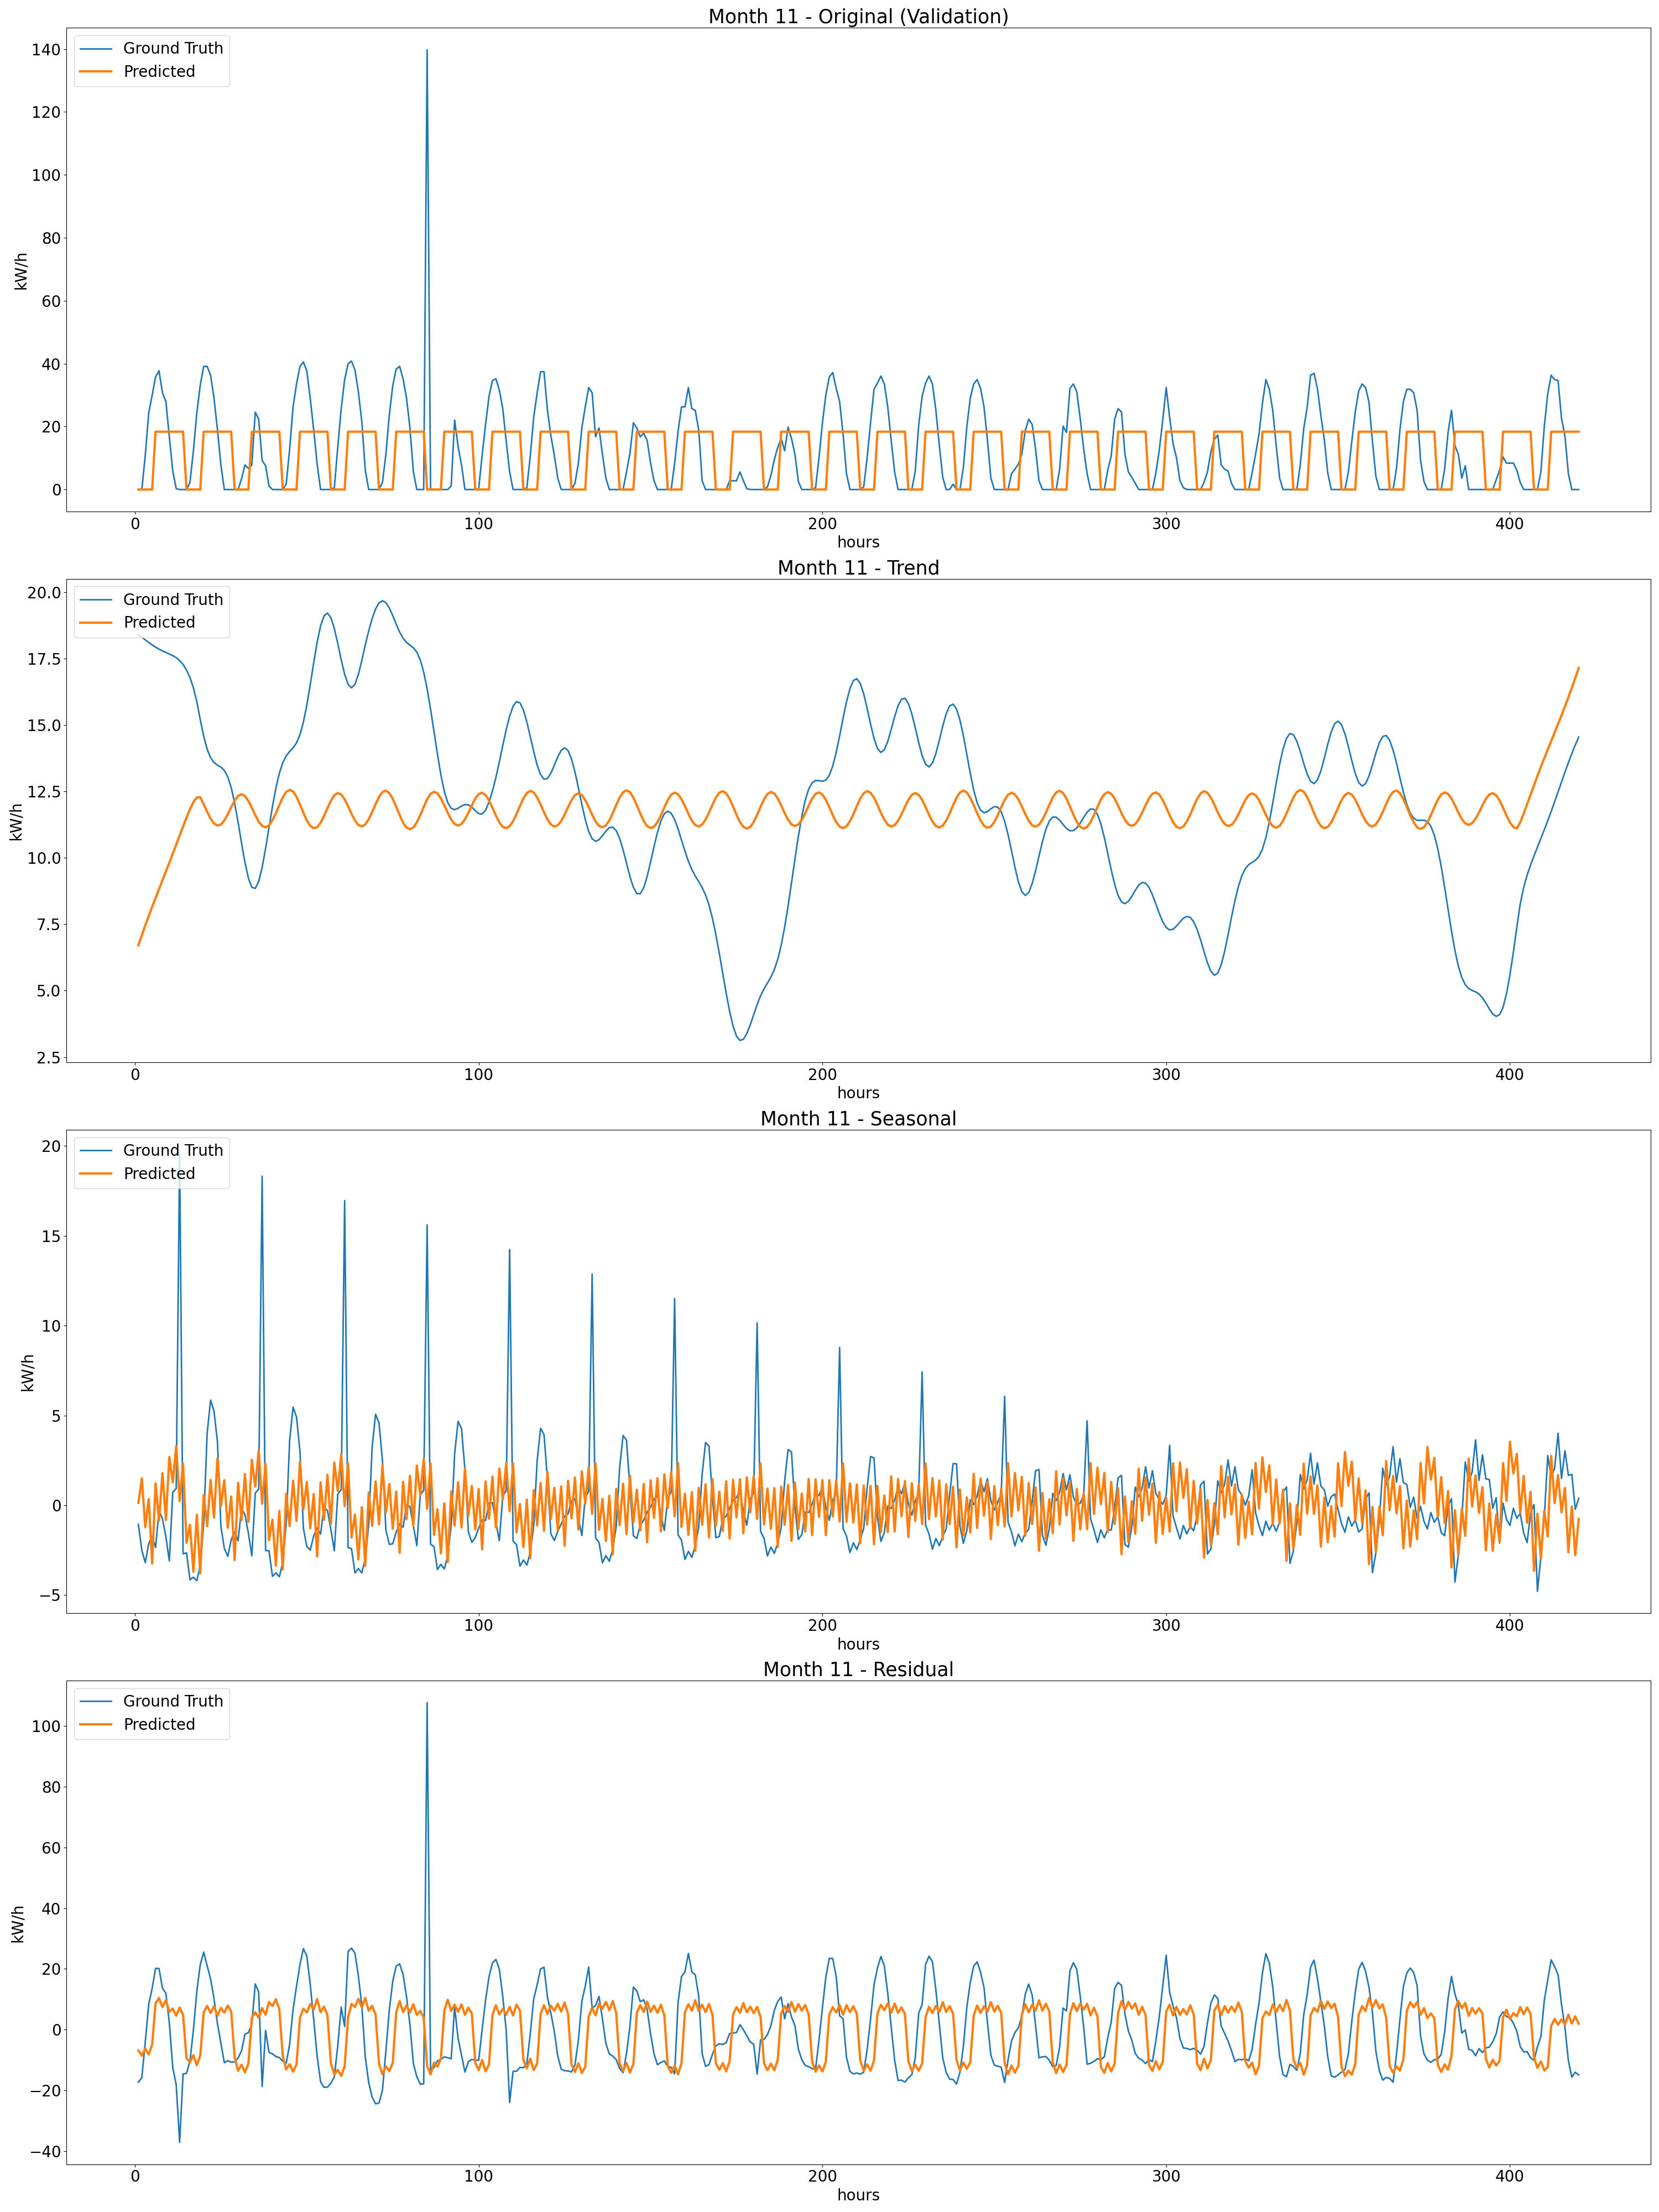 Month 11 - Original (Validation)
Ground Truth
Predicted
140
120
100
80
60
40
20
0
kW/h
0 100 200 300 400
hours
Month 11 - Trend
Ground Truth
Predicted
20.0
17.5
15.0
12.5
10.0
7.5
5.0
2.5
kW/h
0 100 200 300 400
hours
Month 11 - Seasonal
Ground Truth
Predicted
20
15
10
5
0
−5
kW/h
0 100 200 300 400
hours
Month 11 - Residual
Ground Truth
Predicted
100
80
60
40
20
0
−20
−40
kW/h
0 100 200 300 400
hours